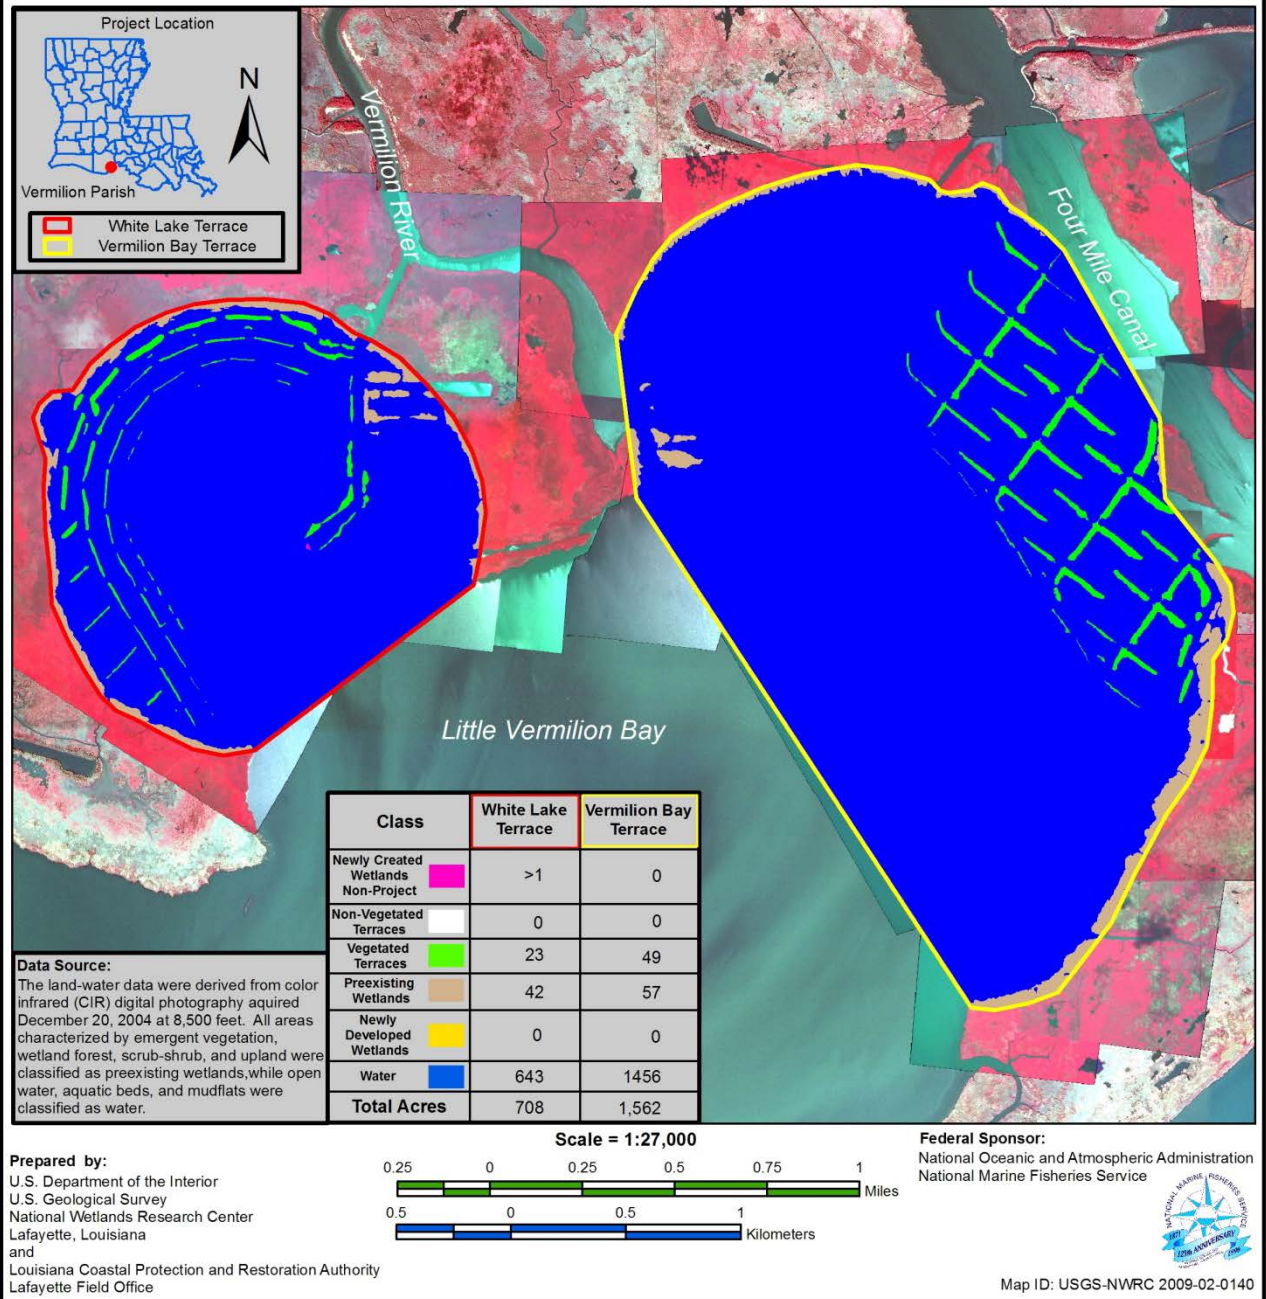 Project Location
N
Vermilion Parish
White Lake Terrace
Vermilion Bay Terrace
Vermilion River
Four Mile Canal
Little Vermilion Bay
Class
White Lake Terrace
Vermilion Bay Terrace
Newly Created Wetlands Non-Project >1 0
Non-Vegetated Terraces 0 0
Vegetated Terraces 23 49
Preexisting Wetlands 42 57
Newly Developed Wetlands 0 0
Water 643 1456
Total Acres 708 1,562
Data Source:
The land-water data were derived from color
infrared (CIR) digital photography aquired
December 20, 2004 at 8,500 feet. All areas
characterized by emergent vegetation,
wetland forest, scrub-shrub, and upland were
classified as preexisting wetlands,while open
water, aquatic beds, and mudflats were
classified as water.
Scale = 1:27,000
0.25 0 0.25 0.5 0.75 1
Miles
0.5 0 0.5 1
Kilometers
Prepared by:
U.S. Department of the Interior
U.S. Geological Survey
National Wetlands Research Center
Lafayette, Louisiana
and
Louisiana Coastal Protection and Restoration Authority
Lafayette Field Office
Federal Sponsor:
National Oceanic and Atmospheric Administration
National Marine Fisheries Service
NATIONAL MARINE FISHERIES SERVICE
125th ANNIVERSARY
Map ID: USGS-NWRC 2009-02-0140